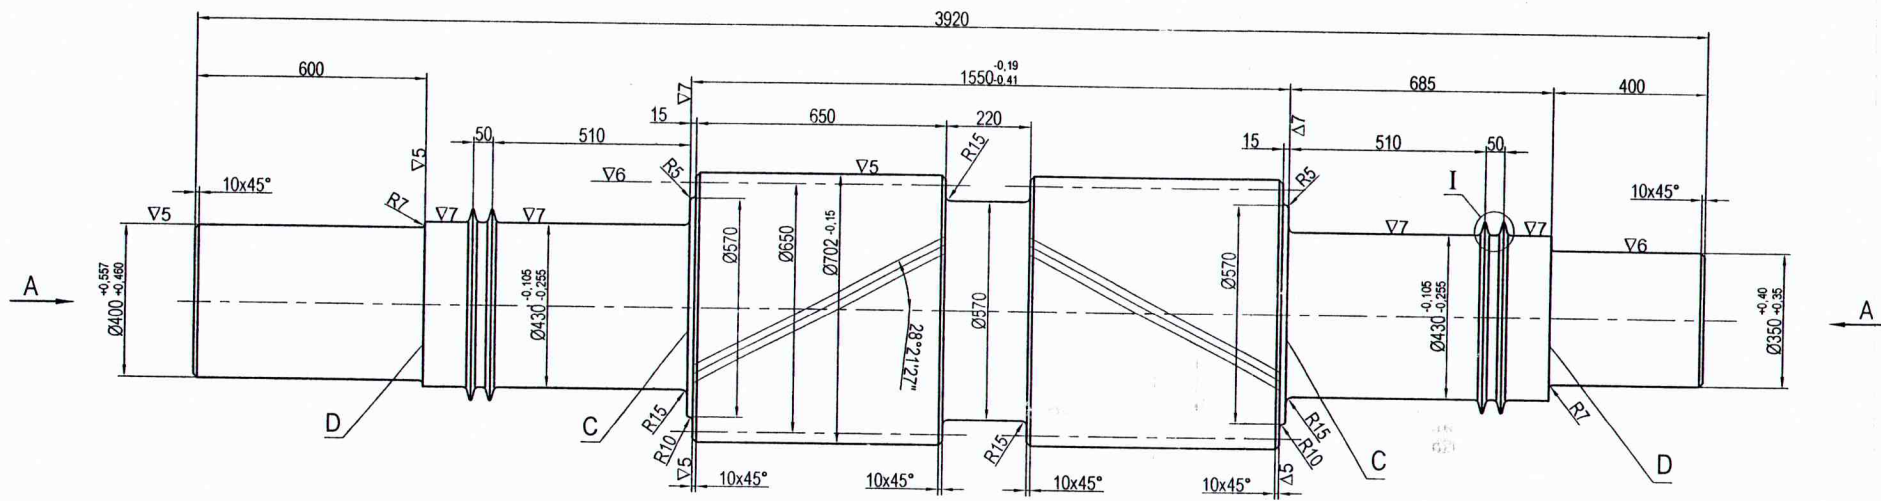 3920
600
1550 -0,19 -0.41
685
400
▽7
15
650
220
50
510
▽5
R15
▽7
15
510
50
▽6
▽5
R5
R5
I
10x45°
10x45°
▽5
R7
▽7
▽7
▽7
▽7
▽6
A
Ø400 +0,557 +0,460
Ø430 -0,105 -0,255
Ø570
Ø650
Ø702 -0,15
28°21'27"
Ø570
Ø570
Ø430 -0,105 -0,255
Ø350 +0,40 +0,35
A
D
C
R15
R10
R15
R15
R10
R7
C
D
▽5
10x45°
10x45°
10x45°
10x45°
▽5